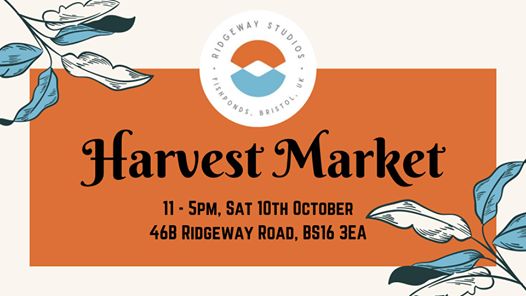 RIDGEWAY STUDIOS
FISHPONDS, BRISTOL, UK
Harvest Market
11 - 5pm, Sat 10th October
46B Ridgeway Road, BS16 3EA